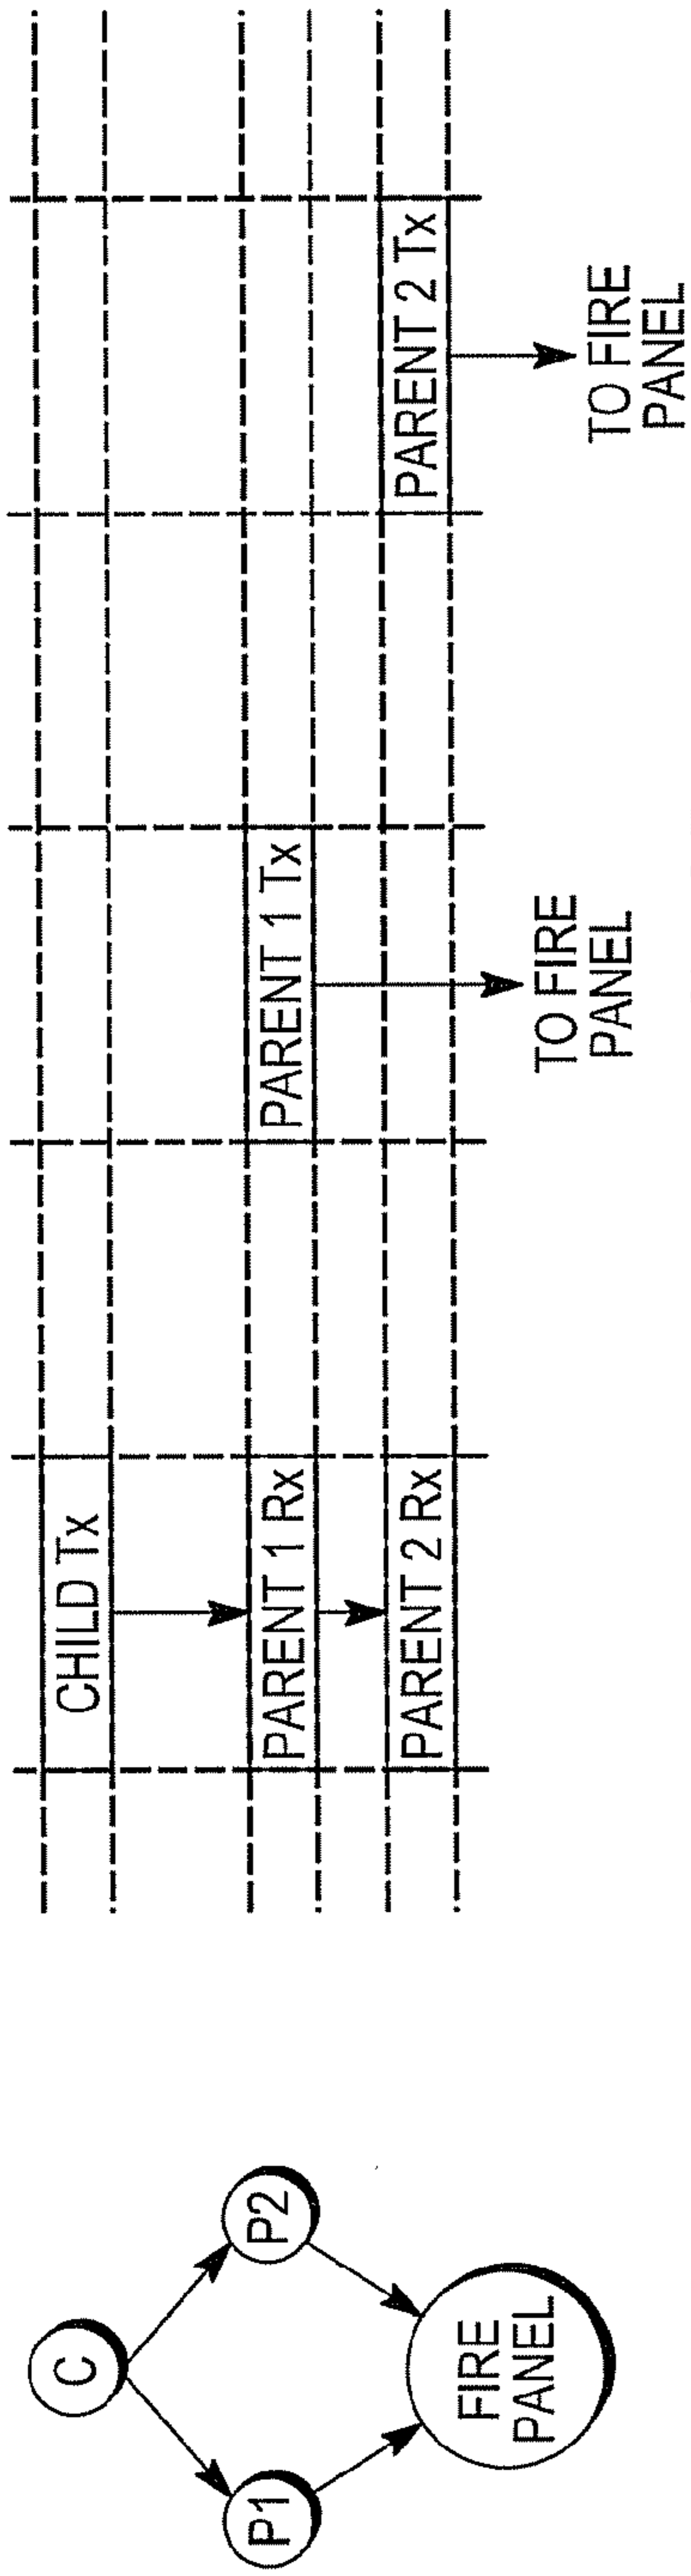 C
P1
P2
FIRE
PANEL
CHILD Tx
PARENT 1 Rx
PARENT 2 Rx
PARENT 1 Tx
TO FIRE
PANEL
PARENT 2 Tx
TO FIRE
PANEL